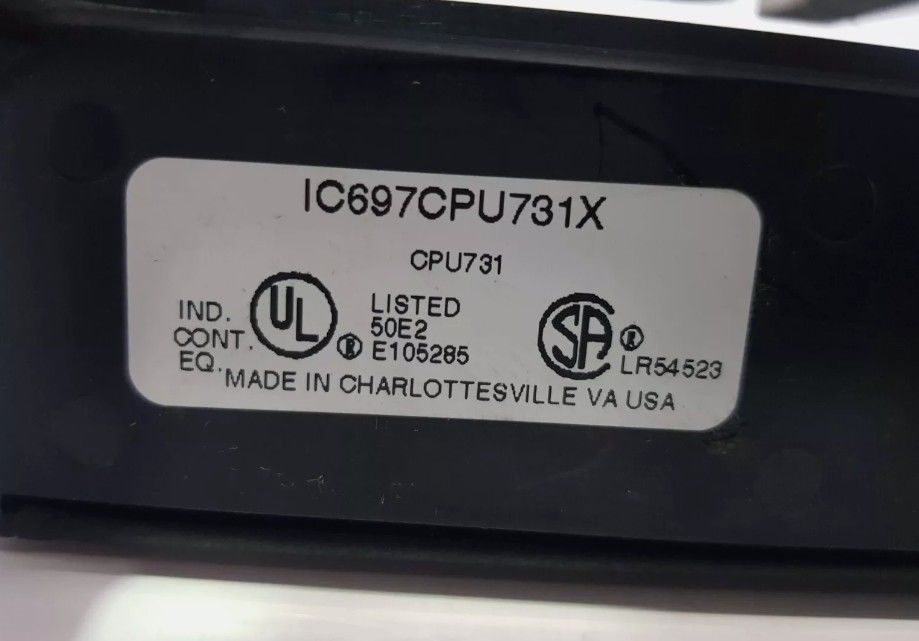 IC697CPU731X
CPU731
IND.
CONT.
EQ.
UL
®
LISTED
50E2
E105285
SA
®
LR54523
MADE IN CHARLOTTESVILLE VA USA